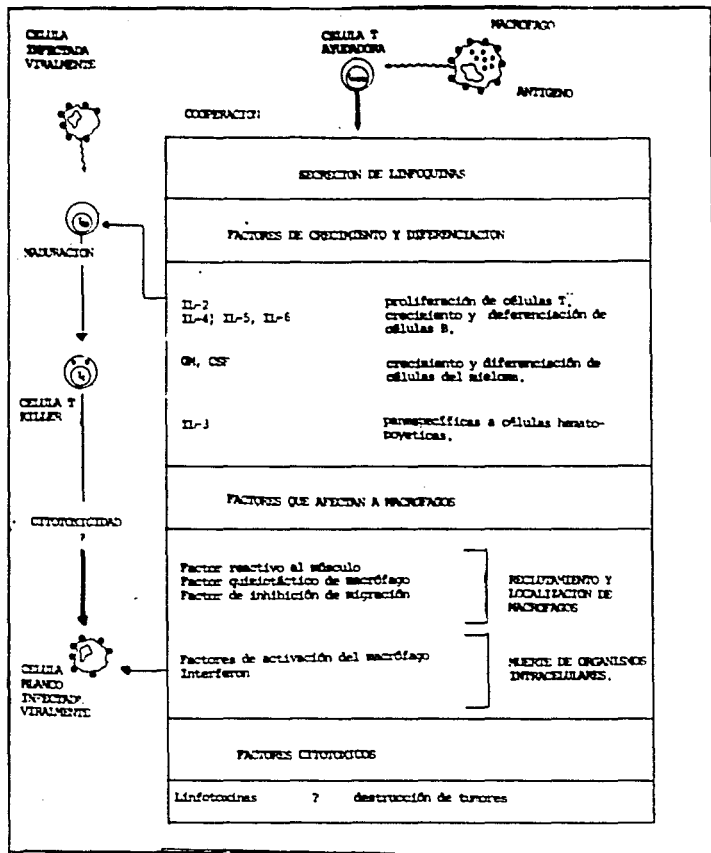 CELULA
INFECTADA
VIRALMENTE
CELULA T
AYUDADORA
MACROFAGO
ANTIGENO
COOPERACION
SECRECION DE LINFOQUINAS
FACTORES DE CRECIMIENTO Y DIFERENCIACION
MADURACION
IL-2
proliferación de células T,
IL-4; IL-5, IL-6
crecimiento y deferenciación de
células B.
GM, CSF
crecimiento y diferenciación de
células del mieloma.
CELULA T
KILLER
IL-3
panespecíficas a células hemato-
poyeticas.
FACTORES QUE AFECTAN A MACROFAGOS
CITOTOXICIDAD
?
Factor reactivo al músculo
Factor quimiotáctico de macrófago
Factor de inhibición de migración
RECLUTAMIENTO Y
LOCALIZACION DE
MACROFAGOS
CELULA
BLANCO
INFECTADA
VIRALMENTE
Factores de activación del macrófago
Interferon
MUERTE DE ORGANISMOS
INTRACELULARES.
FACTORES CITOTOXICOS
Linfotoxinas ? destrucción de tumores